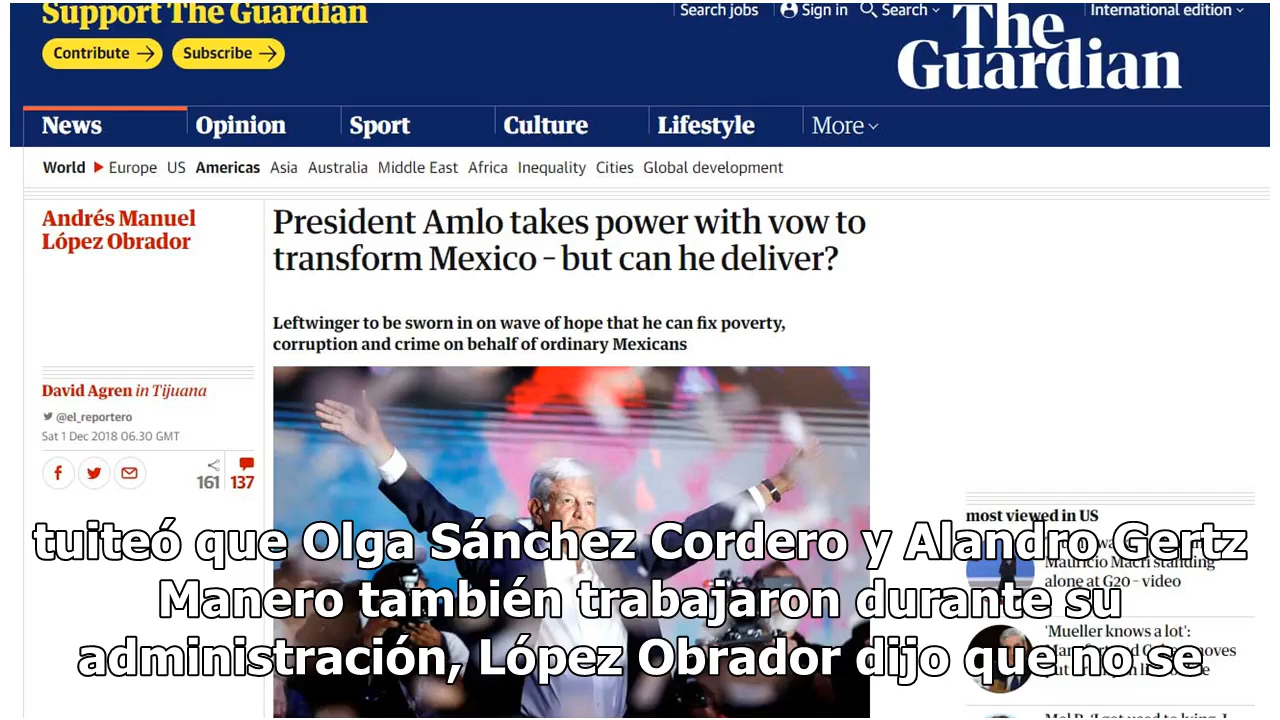 Support The Guardian
Search jobs
Sign in
Search
International edition
Contribute
Subscribe
The
Guardian
News
Opinion
Sport
Culture
Lifestyle
More
World
Europe
US
Americas
Asia
Australia
Middle East
Africa
Inequality
Cities
Global development
Andrés Manuel
López Obrador
President Amlo takes power with vow to
transform Mexico – but can he deliver?
Leftwinger to be sworn in on wave of hope that he can fix poverty,
corruption and crime on behalf of ordinary Mexicans
David Agren in Tijuana
@el_reportero
Sat 1 Dec 2018 06.30 GMT
161
137
most viewed in US
Mauricio Macri standing
alone at G20 – video
'Mueller knows a lot':
tuiteó que Olga Sánchez Cordero y Alandro Gertz
Manero también trabajaron durante su
administración, López Obrador dijo que no se